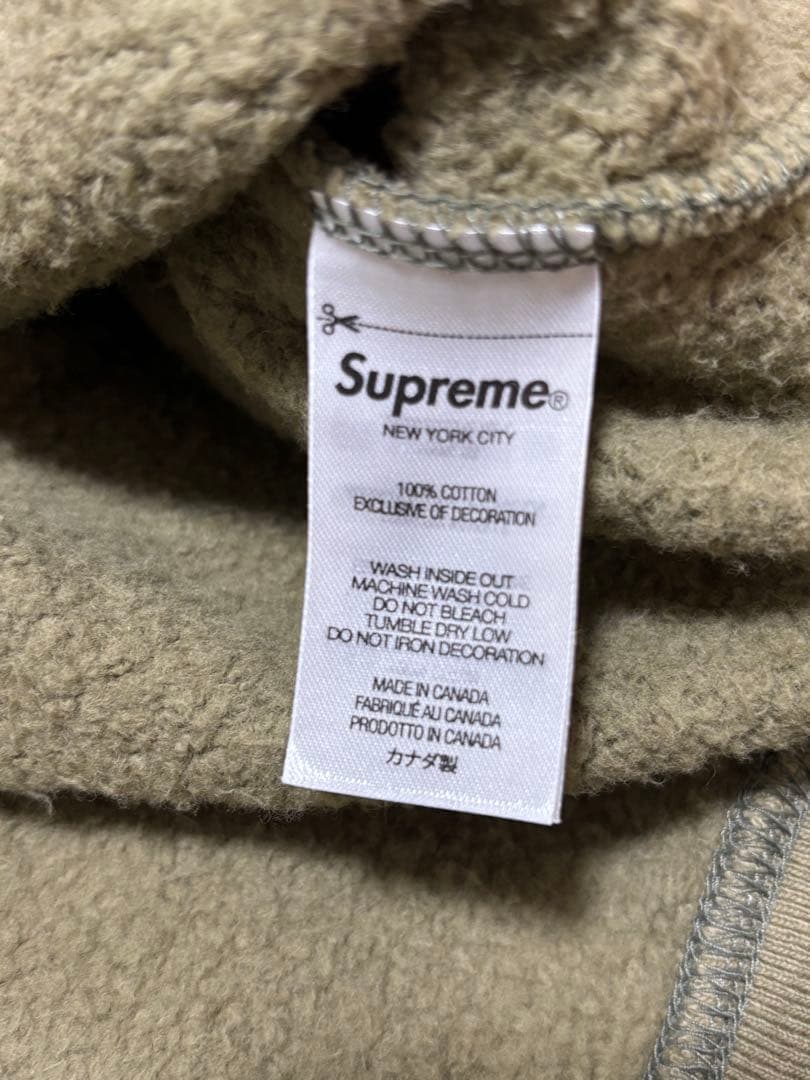 Supreme®
NEW YORK CITY
100% COTTON
EXCLUSIVE OF DECORATION
WASH INSIDE OUT
MACHINE WASH COLD
DO NOT BLEACH
TUMBLE DRY LOW
DO NOT IRON DECORATION
MADE IN CANADA
FABRIQUÉ AU CANADA
PRODOTTO IN CANADA
カナダ製